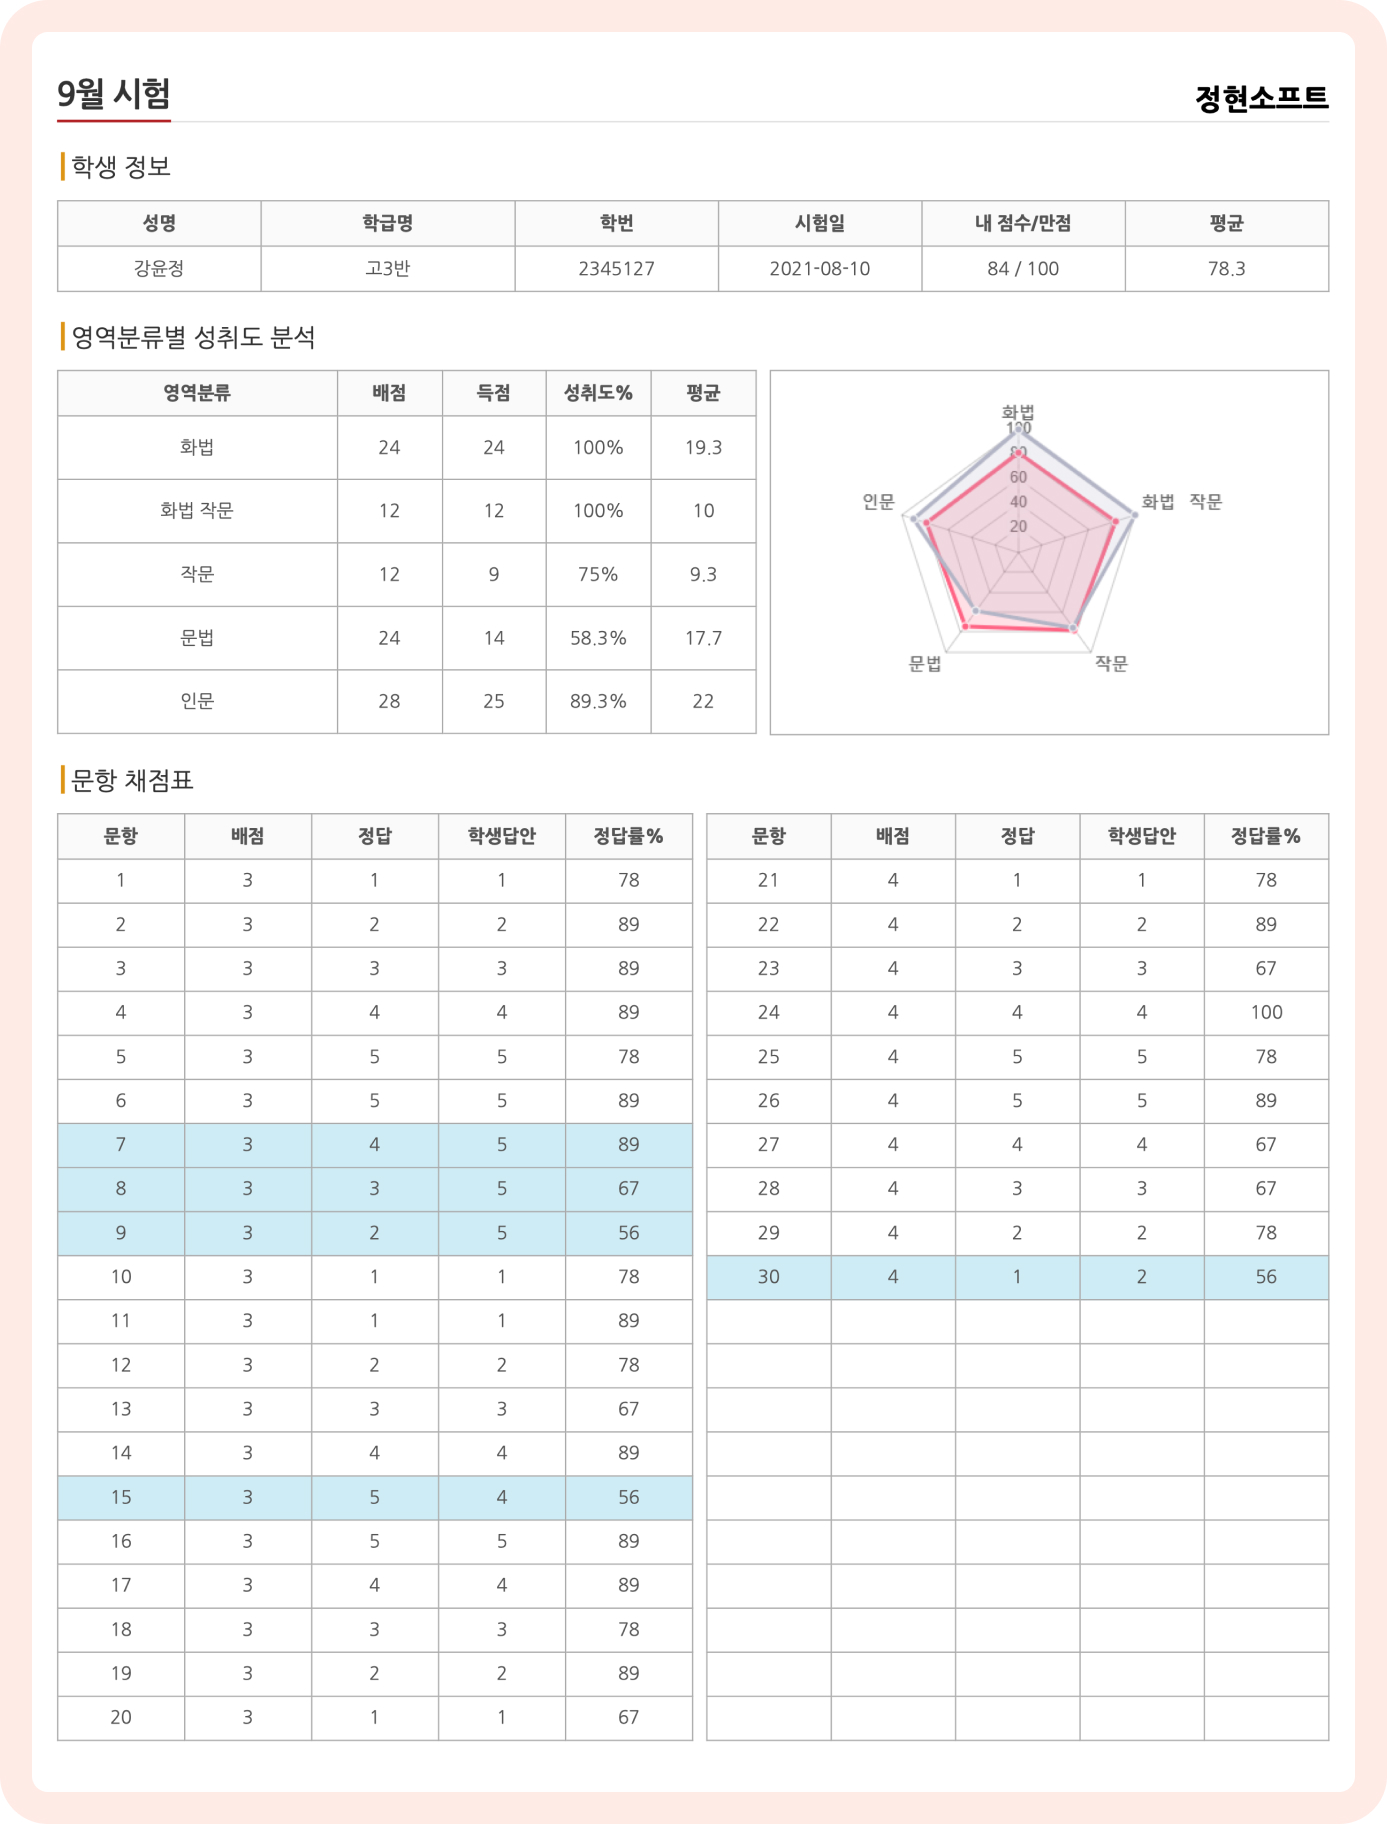 9월 시험
정현소프트
학생 정보
성명 학급명 학번 시험일 내 점수/만점 평균
강윤정 고3반 2345127 2021-08-10 84 / 100 78.3
영역분류별 성취도 분석
영역분류 배점 득점 성취도% 평균
화법 24 24 100% 19.3
화법 작문 12 12 100% 10
작문 12 9 75% 9.3
문법 24 14 58.3% 17.7
인문 28 25 89.3% 22
화법
100
80
60
인문 40 화법 작문
20
문법 작문
문항 채점표
문항 배점 정답 학생답안 정답률%
1 3 1 1 78
2 3 2 2 89
3 3 3 3 89
4 3 4 4 89
5 3 5 5 78
6 3 5 5 89
7 3 4 5 89
8 3 3 5 67
9 3 2 5 56
10 3 1 1 78
11 3 1 1 89
12 3 2 2 78
13 3 3 3 67
14 3 4 4 89
15 3 5 4 56
16 3 5 5 89
17 3 4 4 89
18 3 3 3 78
19 3 2 2 89
20 3 1 1 67
문항 배점 정답 학생답안 정답률%
21 4 1 1 78
22 4 2 2 89
23 4 3 3 67
24 4 4 4 100
25 4 5 5 78
26 4 5 5 89
27 4 4 4 67
28 4 3 3 67
29 4 2 2 78
30 4 1 2 56